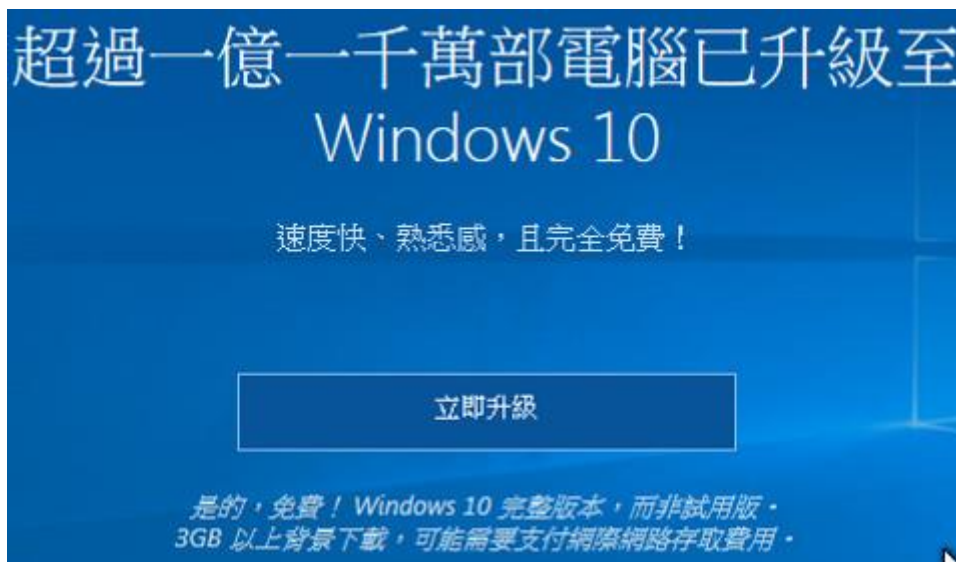 超過一億一千萬部電腦已升級至
Windows 10
速度快、熟悉感，且完全免費！
立即升級
是的，免費！Windows 10 完整版本，而非試用版。
3GB 以上背景下載，可能需要支付網際網路存取費用。